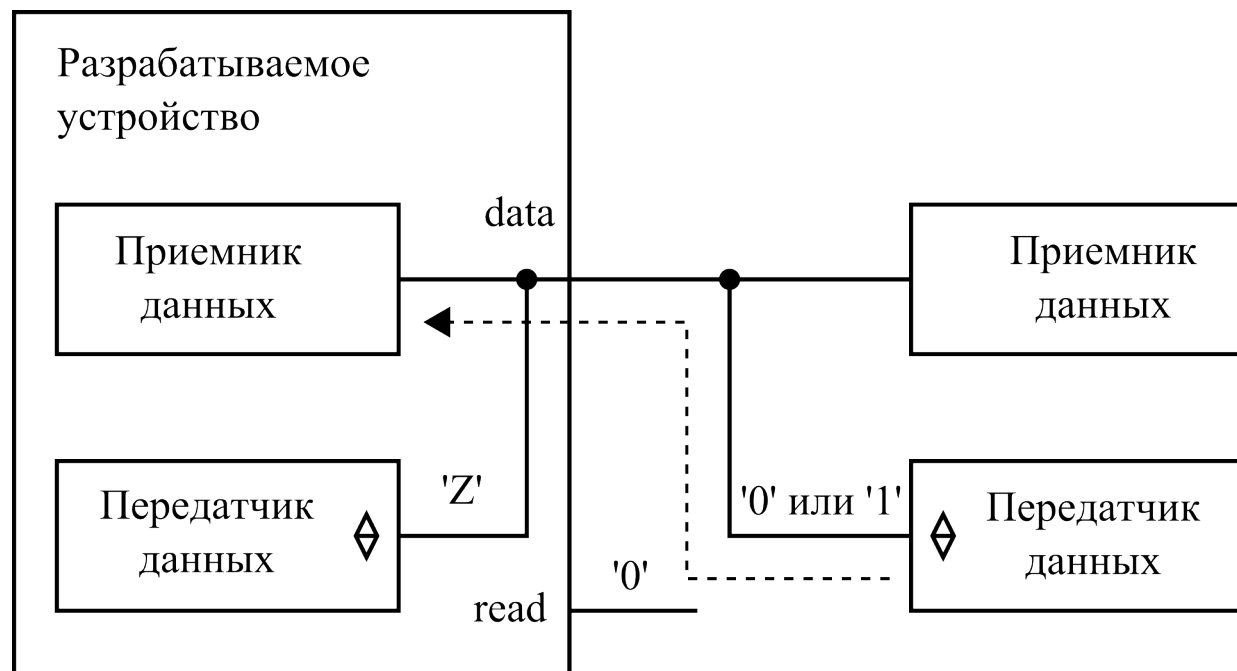 Разрабатываемое
устройство
data
Приемник
данных
Приемник
данных
Передатчик
данных
'Z'
'0' или '1'
Передатчик
данных
'0'
read